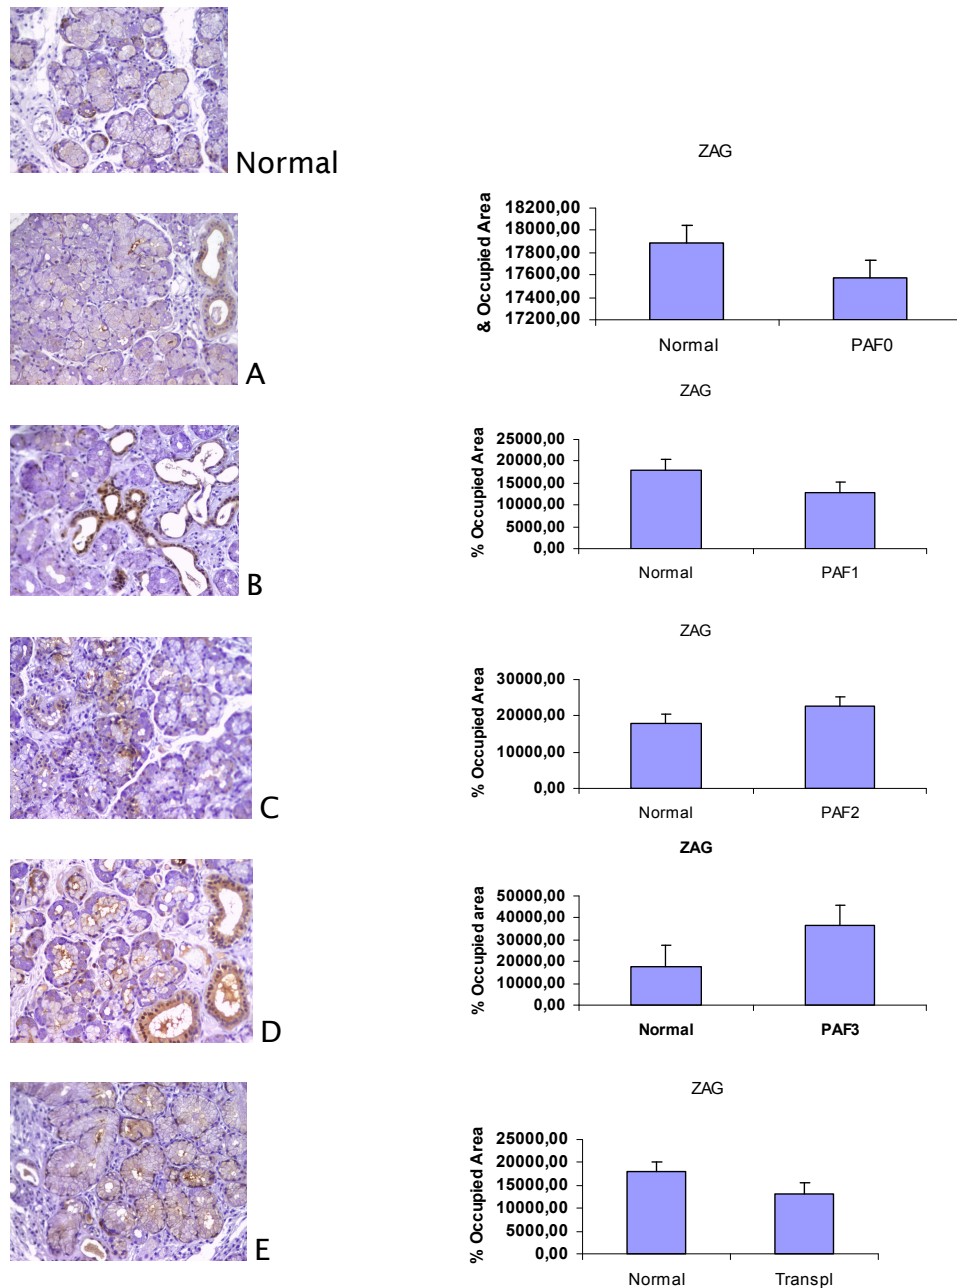 Normal
ZAG
& Occupied Area
18200,00
18000,00
17800,00
17600,00
17400,00
17200,00
Normal PAF0
A
ZAG
% Occupied Area
25000,00
20000,00
15000,00
10000,00
5000,00
0,00
Normal PAF1
B
ZAG
% Occupied Area
30000,00
20000,00
10000,00
0,00
Normal PAF2
C
ZAG
% Occupied area
50000,00
40000,00
30000,00
20000,00
10000,00
0,00
Normal PAF3
D
ZAG
% Occupied Area
25000,00
20000,00
15000,00
10000,00
5000,00
0,00
Normal Transpl
E